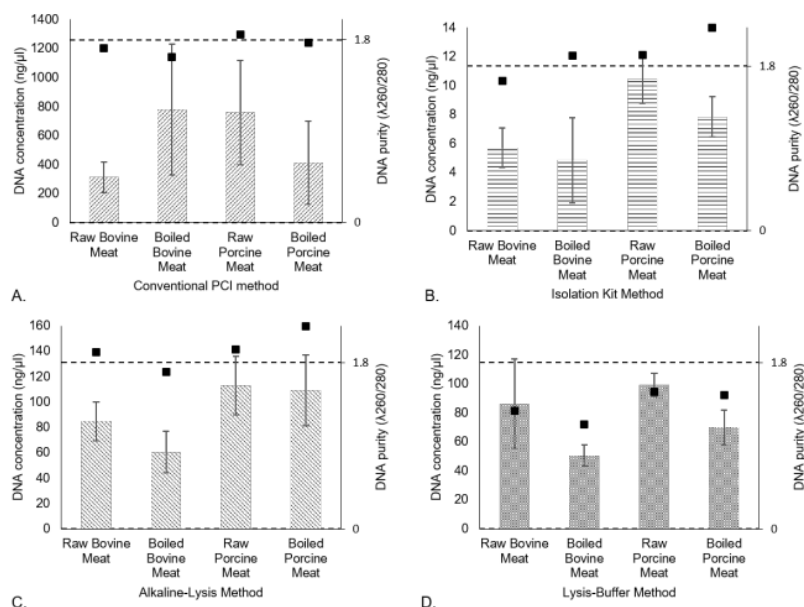 1400
1200
1000
800
600
400
200
0
DNA concentration (ng/µl)
1.8
0
DNA purity (λ260/280)
Raw Bovine Meat
Boiled Bovine Meat
Raw Porcine Meat
Boiled Porcine Meat
Conventional PCI method
A.
14
12
10
8
6
4
2
0
DNA concentration (ng/µl)
1.8
0
DNA purity (λ260/280)
Raw Bovine Meat
Boiled Bovine Meat
Raw Porcine Meat
Boiled Porcine Meat
Isolation Kit Method
B.
160
140
120
100
80
60
40
20
0
DNA concentration (ng/µl)
1.8
0
DNA purity (λ260/280)
Raw Bovine Meat
Boiled Bovine Meat
Raw Porcine Meat
Boiled Porcine Meat
Alkaline-Lysis Method
C.
140
120
100
80
60
40
20
0
DNA concentration (ng/µl)
1.8
0
DNA purity (λ260/280)
Raw Bovine Meat
Boiled Bovine Meat
Raw Porcine Meat
Boiled Porcine Meat
Lysis-Buffer Method
D.